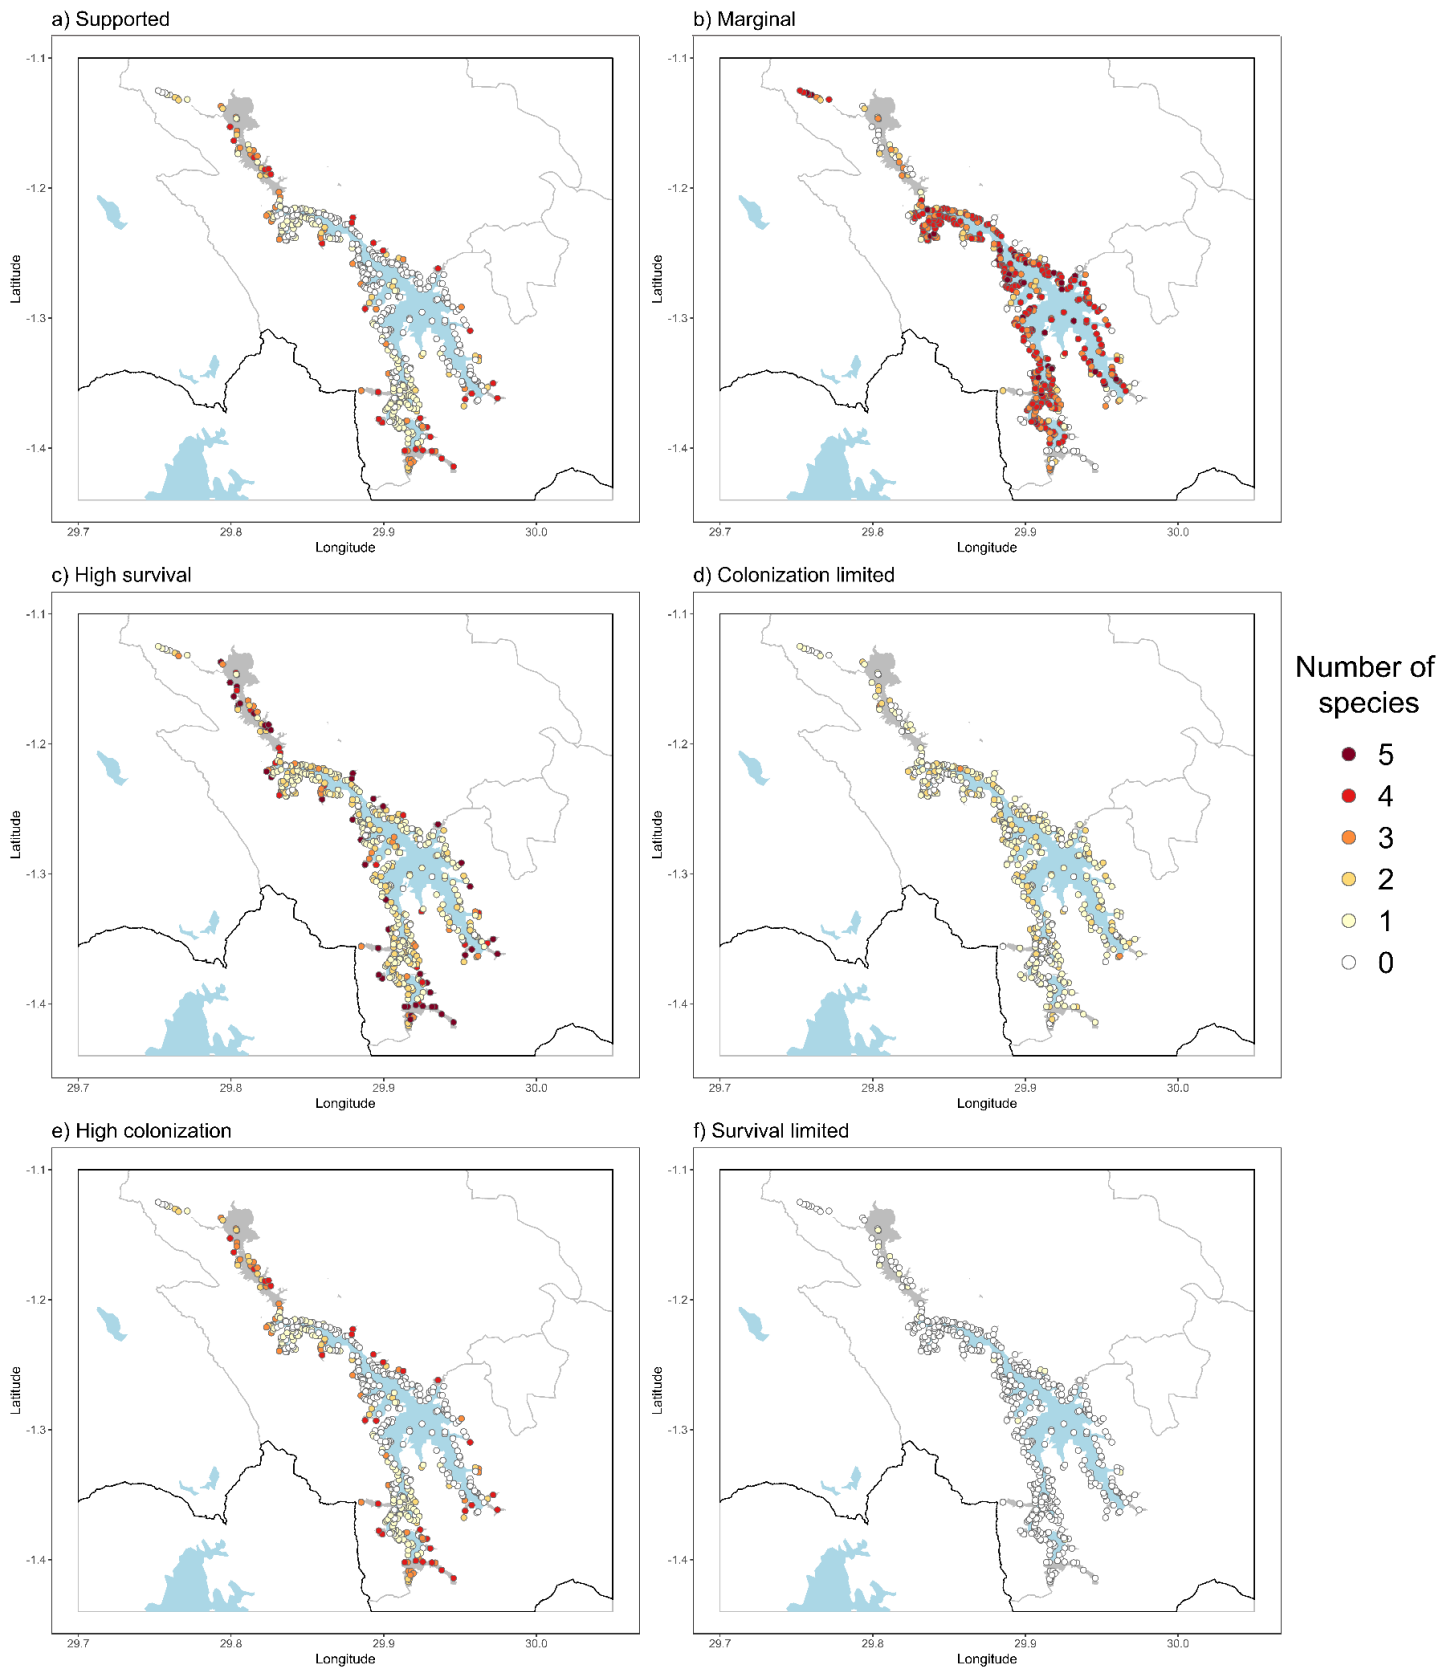 a) Supported
b) Marginal
-1.1
-1.2
-1.3
-1.4
Latitude
29.7
29.8
29.9
30.0
Longitude
-1.1
-1.2
-1.3
-1.4
Latitude
29.7
29.8
29.9
30.0
Longitude
c) High survival
d) Colonization limited
-1.1
-1.2
-1.3
-1.4
Latitude
29.7
29.8
29.9
30.0
Longitude
-1.1
-1.2
-1.3
-1.4
Latitude
29.7
29.8
29.9
30.0
Longitude
Number of
species
5
4
3
2
1
0
e) High colonization
f) Survival limited
-1.1
-1.2
-1.3
-1.4
Latitude
29.7
29.8
29.9
30.0
Longitude
-1.1
-1.2
-1.3
-1.4
Latitude
29.7
29.8
29.9
30.0
Longitude